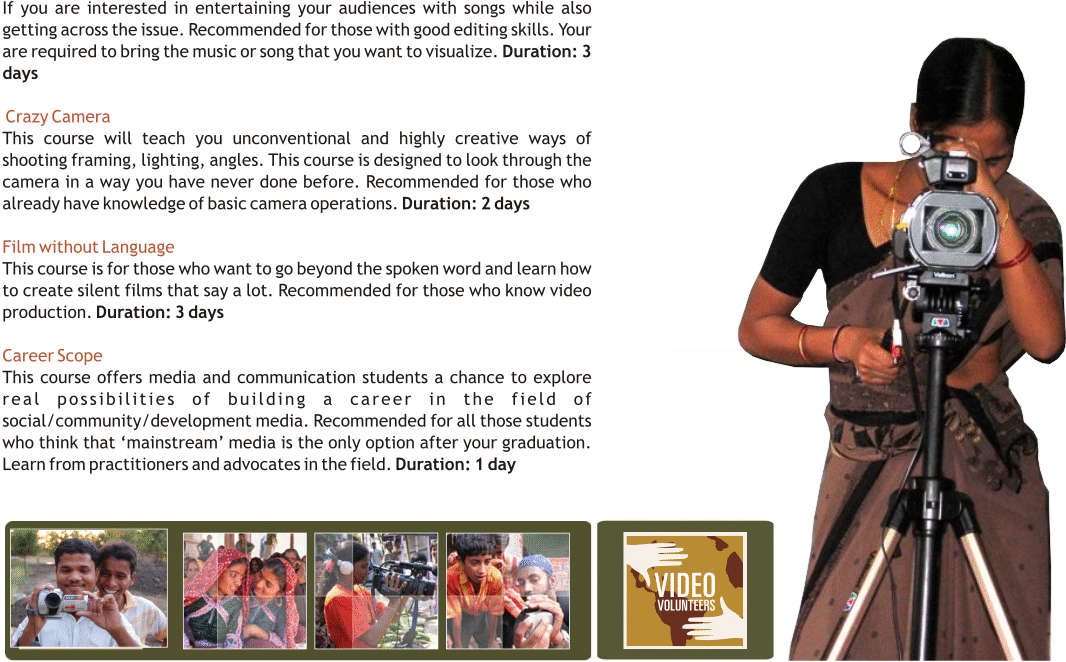 If you are interested in entertaining your audiences with songs while also
getting across the issue. Recommended for those with good editing skills. Your
are required to bring the music or song that you want to visualize. Duration: 3
days
Crazy Camera
This course will teach you unconventional and highly creative ways of
shooting framing, lighting, angles. This course is designed to look through the
camera in a way you have never done before. Recommended for those who
already have knowledge of basic camera operations. Duration: 2 days
Film without Language
This course is for those who want to go beyond the spoken word and learn how
to create silent films that say a lot. Recommended for those who know video
production. Duration: 3 days
Career Scope
This course offers media and communication students a chance to explore
real possibilities of building a career in the field of
social/community/development media. Recommended for all those students
who think that ‘mainstream’ media is the only option after your graduation.
Learn from practitioners and advocates in the field. Duration: 1 day
VIDEO
VOLUNTEERS